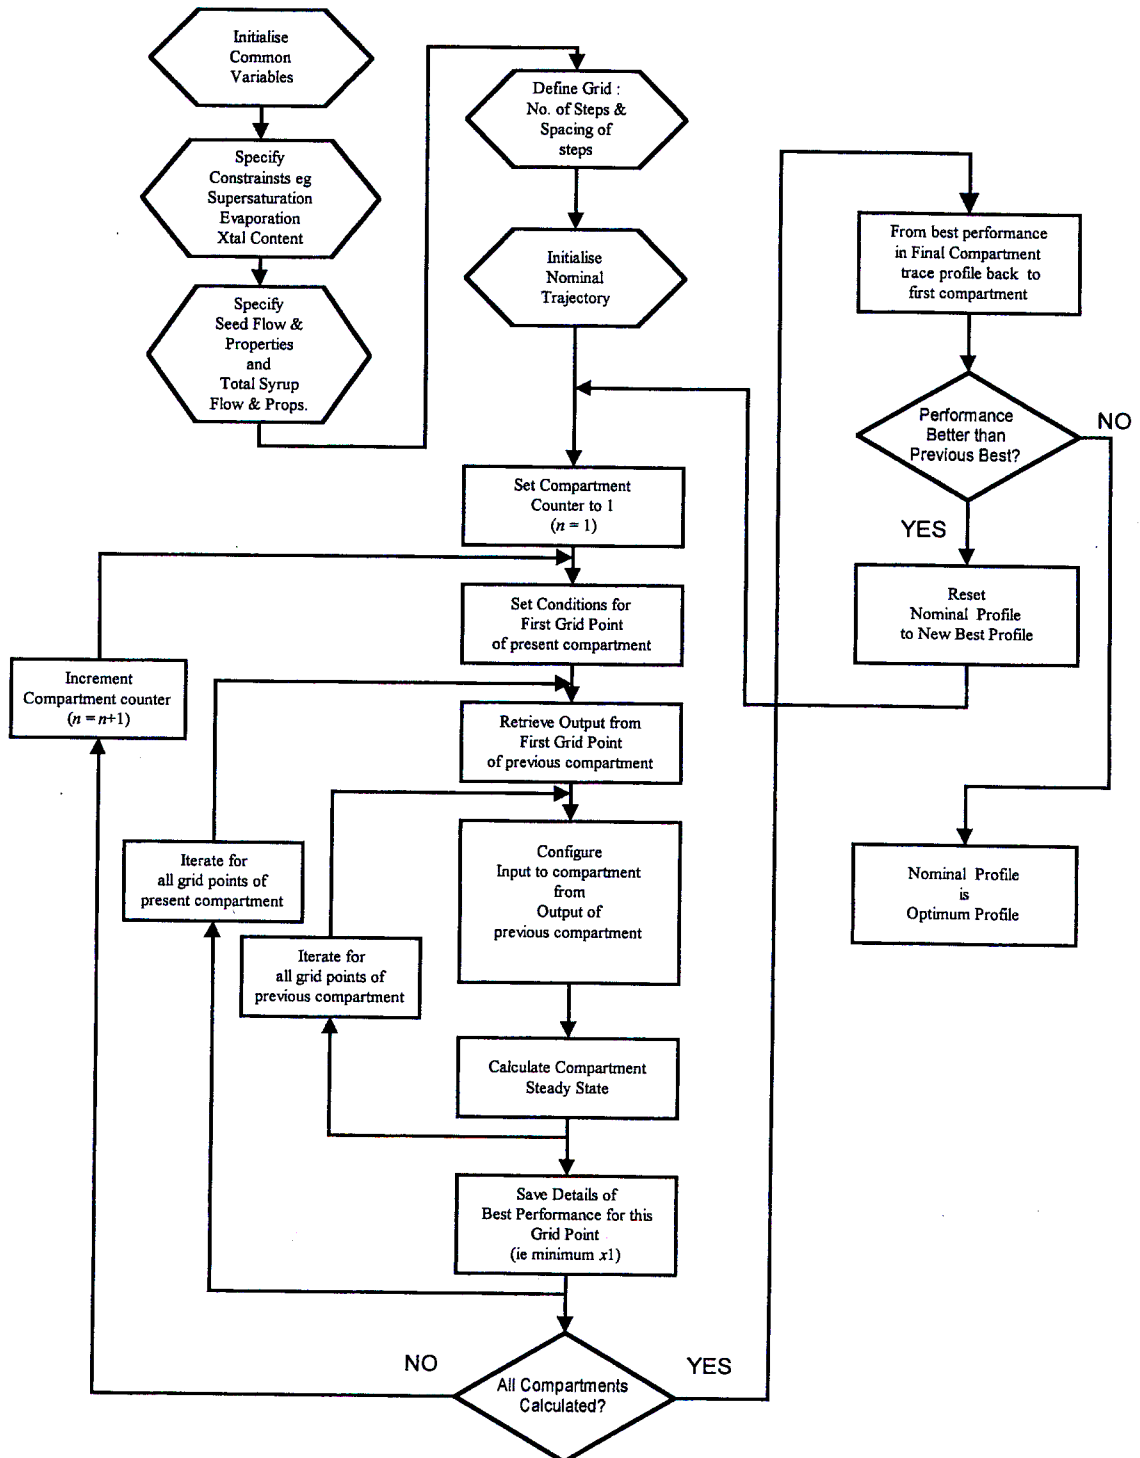 Initialise
Common
Variables
Specify
Constrainsts eg
Supersaturation
Evaporation
Xtal Content
Specify
Seed Flow &
Properties
and
Total Syrup
Flow & Props.
Define Grid :
No. of Steps &
Spacing of
steps
Initialise
Nominal
Trajectory
Set Compartment
Counter to 1
(n = 1)
Set Conditions for
First Grid Point
of present compartment
Increment
Compartment counter
(n = n+1)
Retrieve Output from
First Grid Point
of previous compartment
Iterate for
all grid points of
present compartment
Configure
Input to compartment
from
Output of
previous compartment
Iterate for
all grid points of
previous compartment
Calculate Compartment
Steady State
Save Details of
Best Performance for this
Grid Point
(ie minimum x1)
NO
YES
All Compartments
Calculated?
From best performance
in Final Compartment
trace profile back to
first compartment
Performance
Better than
Previous Best?
NO
YES
Reset
Nominal Profile
to New Best Profile
Nominal Profile
is
Optimum Profile